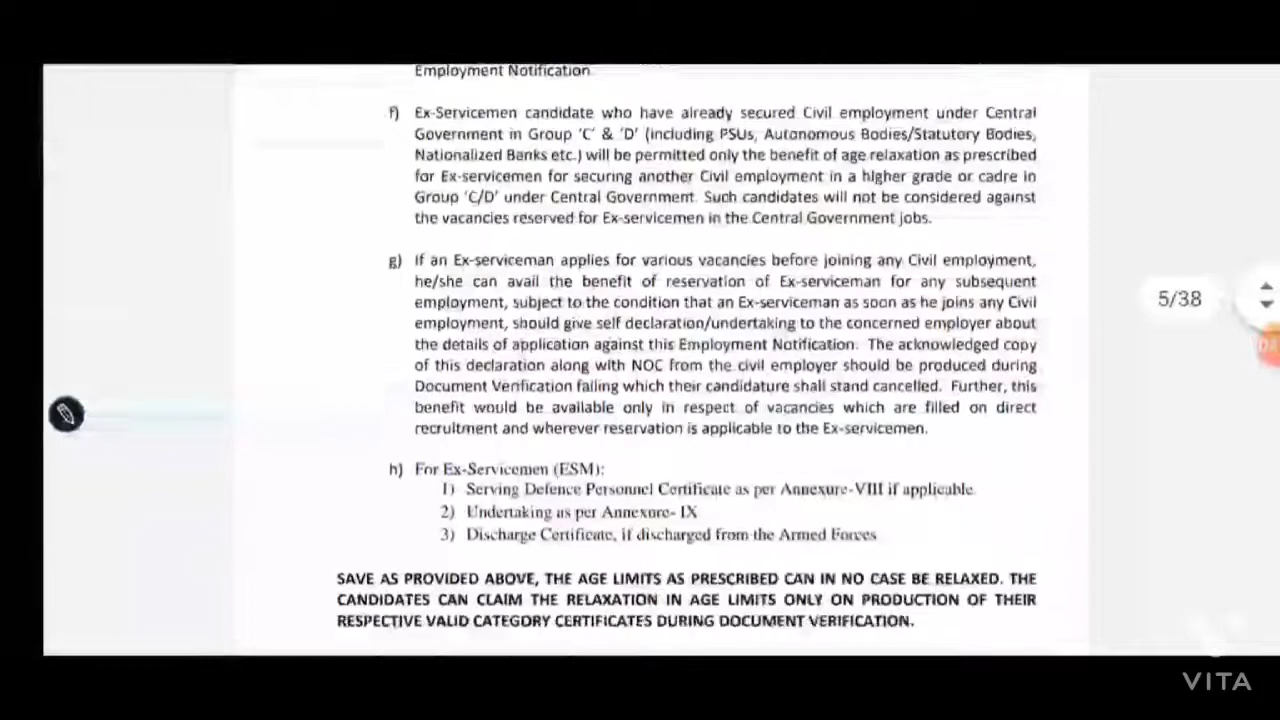 Employment Notification.
f) Ex-Servicemen candidate who have already secured Civil employment under Central
Government in Group 'C' & 'D' (including PSUs, Autonomous Bodies/Statutory Bodies,
Nationalized Banks etc.) will be permitted only the benefit of age relaxation as prescribed
for Ex-servicemen for securing another Civil employment in a higher grade or cadre in
Group 'C/D' under Central Government. Such candidates will not be considered against
the vacancies reserved for Ex-servicemen in the Central Government jobs.
g) If an Ex-serviceman applies for various vacancies before joining any Civil employment,
he/she can avail the benefit of reservation of Ex-serviceman for any subsequent
employment, subject to the condition that an Ex-serviceman as soon as he joins any Civil
employment, should give self declaration/undertaking to the concerned employer about
the details of application against this Employment Notification. The acknowledged copy
of this declaration along with NOC from the civil employer should be produced during
Document Verification failing which their candidature shall stand cancelled. Further, this
benefit would be available only in respect of vacancies which are filled on direct
recruitment and wherever reservation is applicable to the Ex-servicemen.
h) For Ex-Servicemen (ESM):
1) Serving Defence Personnel Certificate as per Annexure-VIII if applicable
2) Undertaking as per Annexure- IX
3) Discharge Certificate, if discharged from the Armed Forces
SAVE AS PROVIDED ABOVE, THE AGE LIMITS AS PRESCRIBED CAN IN NO CASE BE RELAXED. THE
CANDIDATES CAN CLAIM THE RELAXATION IN AGE LIMITS ONLY ON PRODUCTION OF THEIR
RESPECTIVE VALID CATEGORY CERTIFICATES DURING DOCUMENT VERIFICATION.
5/38
VITA